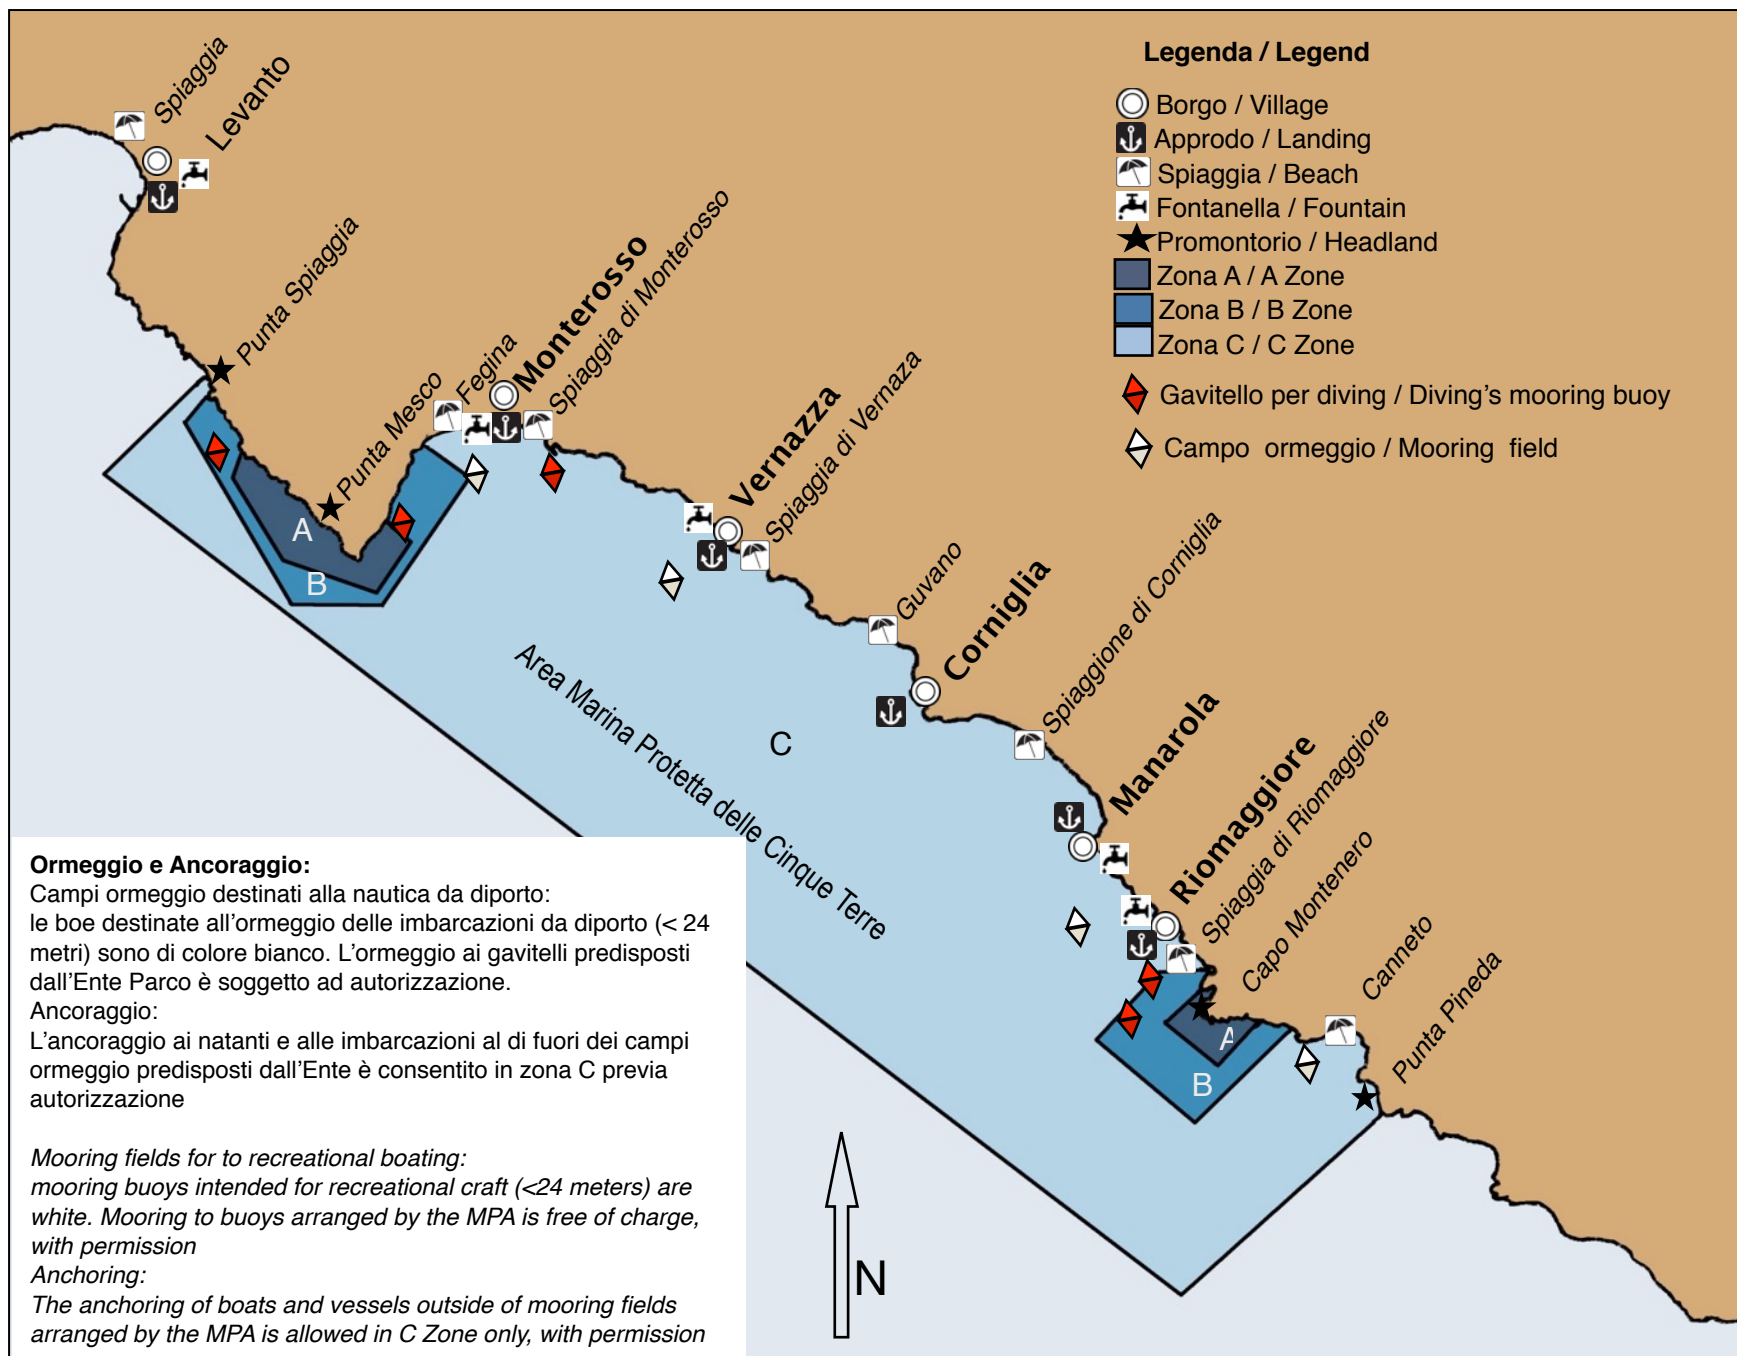 Legenda / Legend
Borgo / Village
Approdo / Landing
Spiaggia / Beach
Fontanella / Fountain
Promontorio / Headland
Zona A / A Zone
Zona B / B Zone
Zona C / C Zone
Gavitello per diving / Diving's mooring buoy
Campo ormeggio / Mooring field
Spiaggia
Levanto
Punta Spiaggia
Punta Mesco
Fegina
Monterosso
Spiaggia di Monterosso
Vernazza
Spiaggia di Vernaza
Guvano
Corniglia
Spiaggione di Corniglia
Manarola
Riomaggiore
Spiaggia di Riomaggiore
Capo Montenero
Canneto
Punta Pineda
A
B
C
Area Marina Protetta delle Cinque Terre
A
B
N
Ormeggio e Ancoraggio:
Campi ormeggio destinati alla nautica da diporto:
le boe destinate all'ormeggio delle imbarcazioni da diporto (< 24
metri) sono di colore bianco. L'ormeggio ai gavitelli predisposti
dall'Ente Parco è soggetto ad autorizzazione.
Ancoraggio:
L'ancoraggio ai natanti e alle imbarcazioni al di fuori dei campi
ormeggio predisposti dall'Ente è consentito in zona C previa
autorizzazione
Mooring fields for to recreational boating:
mooring buoys intended for recreational craft (<24 meters) are
white. Mooring to buoys arranged by the MPA is free of charge,
with permission
Anchoring:
The anchoring of boats and vessels outside of mooring fields
arranged by the MPA is allowed in C Zone only, with permission